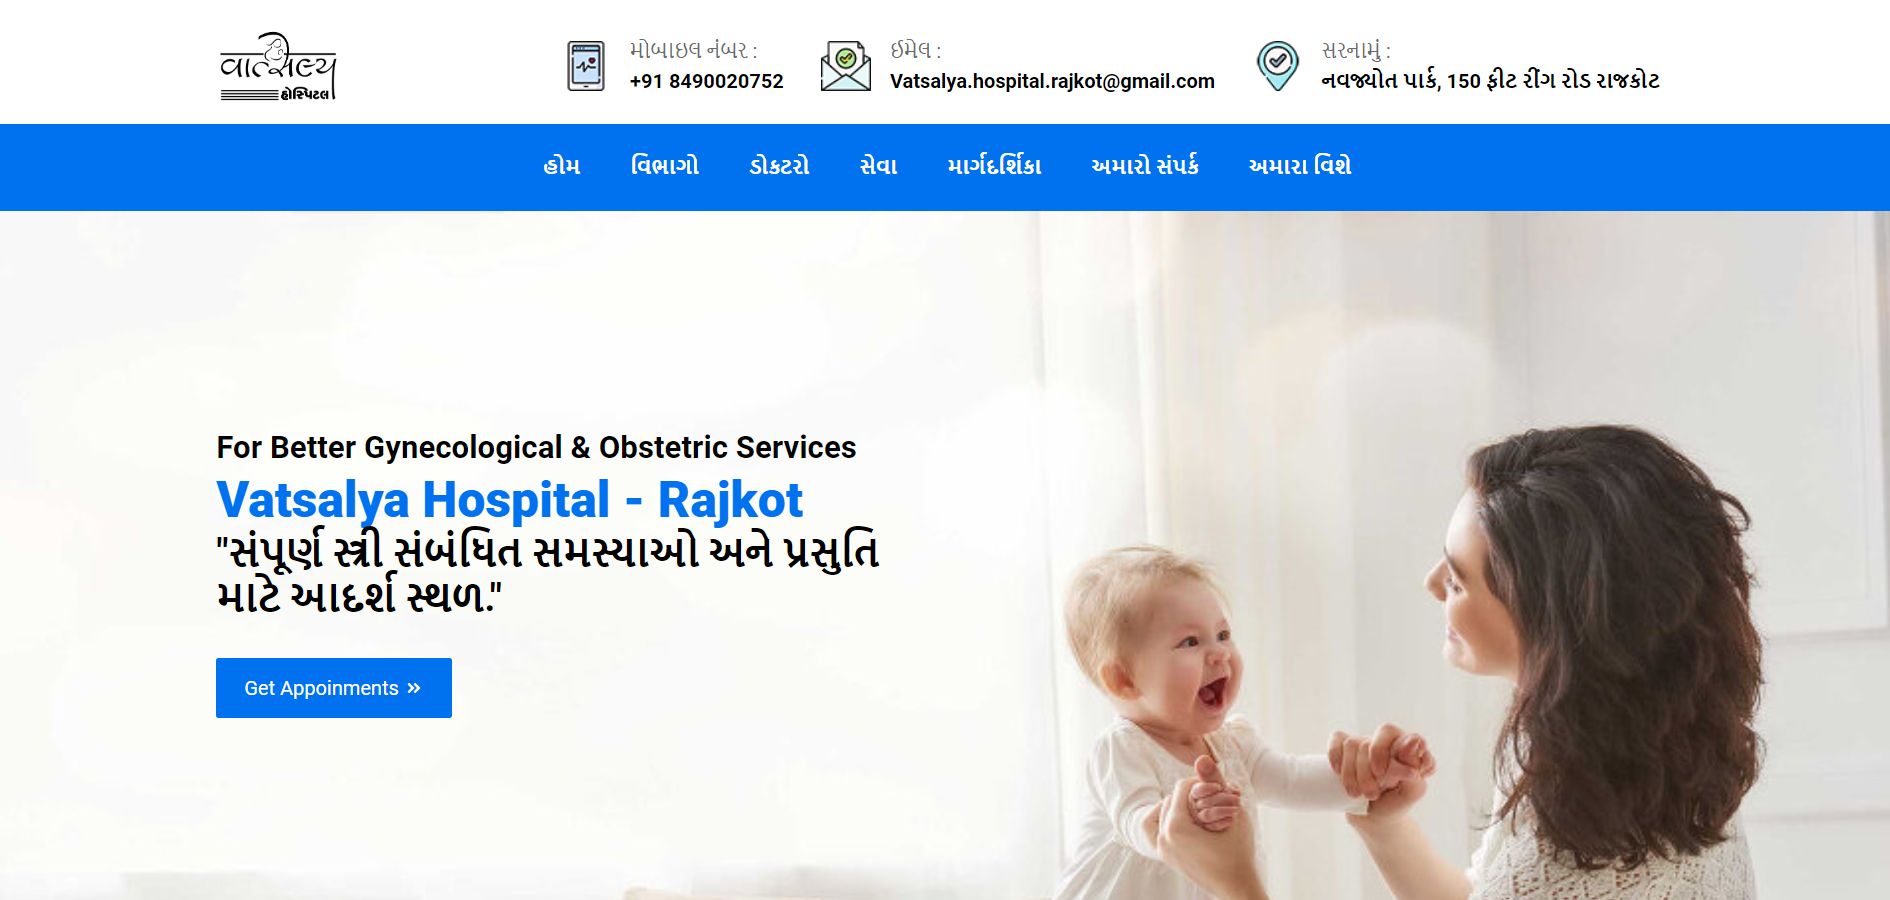 વાત્સલ્ય
હોસ્પિટલ
મોબાઇલ નંબર :
+91 8490020752
ઈમેલ :
Vatsalya.hospital.rajkot@gmail.com
સરનામું :
નવજ્યોત પાર્ક, 150 ફીટ રીંગ રોડ રાજકોટ
હોમ વિભાગો ડોક્ટરો સેવા માર્ગદર્શિકા અમારો સંપર્ક અમારા વિશે
For Better Gynecological & Obstetric Services
Vatsalya Hospital - Rajkot
"સંપૂર્ણ સ્ત્રી સંબંધિત સમસ્યાઓ અને પ્રસુતિ
માટે આદર્શ સ્થળ."
Get Appoinments »